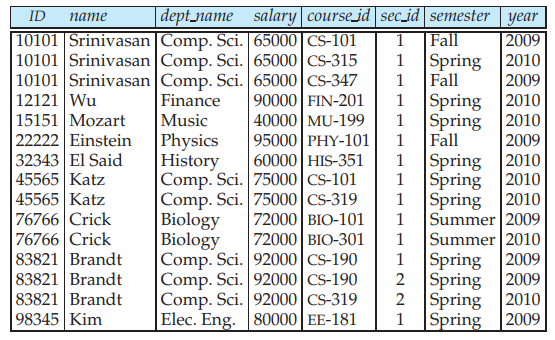 ID name dept_name salary course_id sec_id semester year
10101 Srinivasan Comp. Sci. 65000 CS-101 1 Fall 2009
10101 Srinivasan Comp. Sci. 65000 CS-315 1 Spring 2010
10101 Srinivasan Comp. Sci. 65000 CS-347 1 Fall 2009
12121 Wu Finance 90000 FIN-201 1 Spring 2010
15151 Mozart Music 40000 MU-199 1 Spring 2010
22222 Einstein Physics 95000 PHY-101 1 Fall 2009
32343 El Said History 60000 HIS-351 1 Spring 2010
45565 Katz Comp. Sci. 75000 CS-101 1 Spring 2010
45565 Katz Comp. Sci. 75000 CS-319 1 Spring 2010
76766 Crick Biology 72000 BIO-101 1 Summer 2009
76766 Crick Biology 72000 BIO-301 1 Summer 2010
83821 Brandt Comp. Sci. 92000 CS-190 1 Spring 2009
83821 Brandt Comp. Sci. 92000 CS-190 2 Spring 2009
83821 Brandt Comp. Sci. 92000 CS-319 2 Spring 2010
98345 Kim Elec. Eng. 80000 EE-181 1 Spring 2009